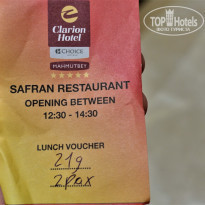 TOP Hotels
Clarion
Hotel
CHOICE
MAHMUTBEY
SAFRAN RESTAURANT
OPENING BETWEEN
12:30 - 14:30
LUNCH VOUCHER
219
2 Pax